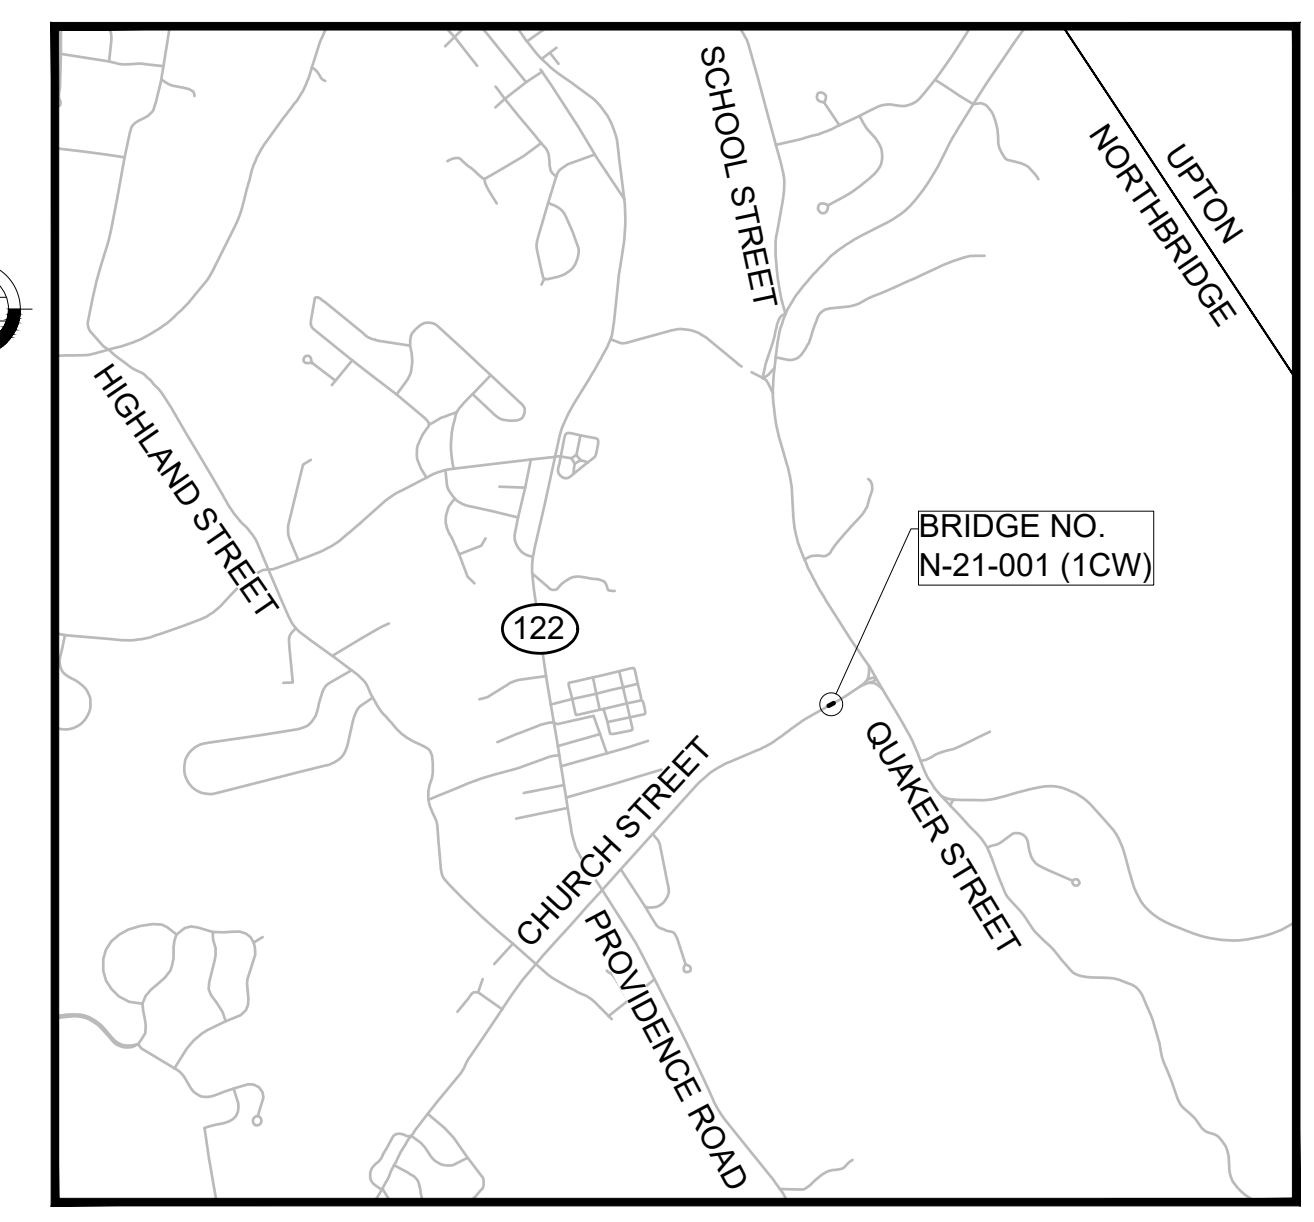 SCHOOL STREET
UPTON
NORTHBRIDGE
HIGHLAND STREET
BRIDGE NO.
N-21-001 (1CW)
122
QUAKER STREET
CHURCH STREET
PROVIDENCE ROAD